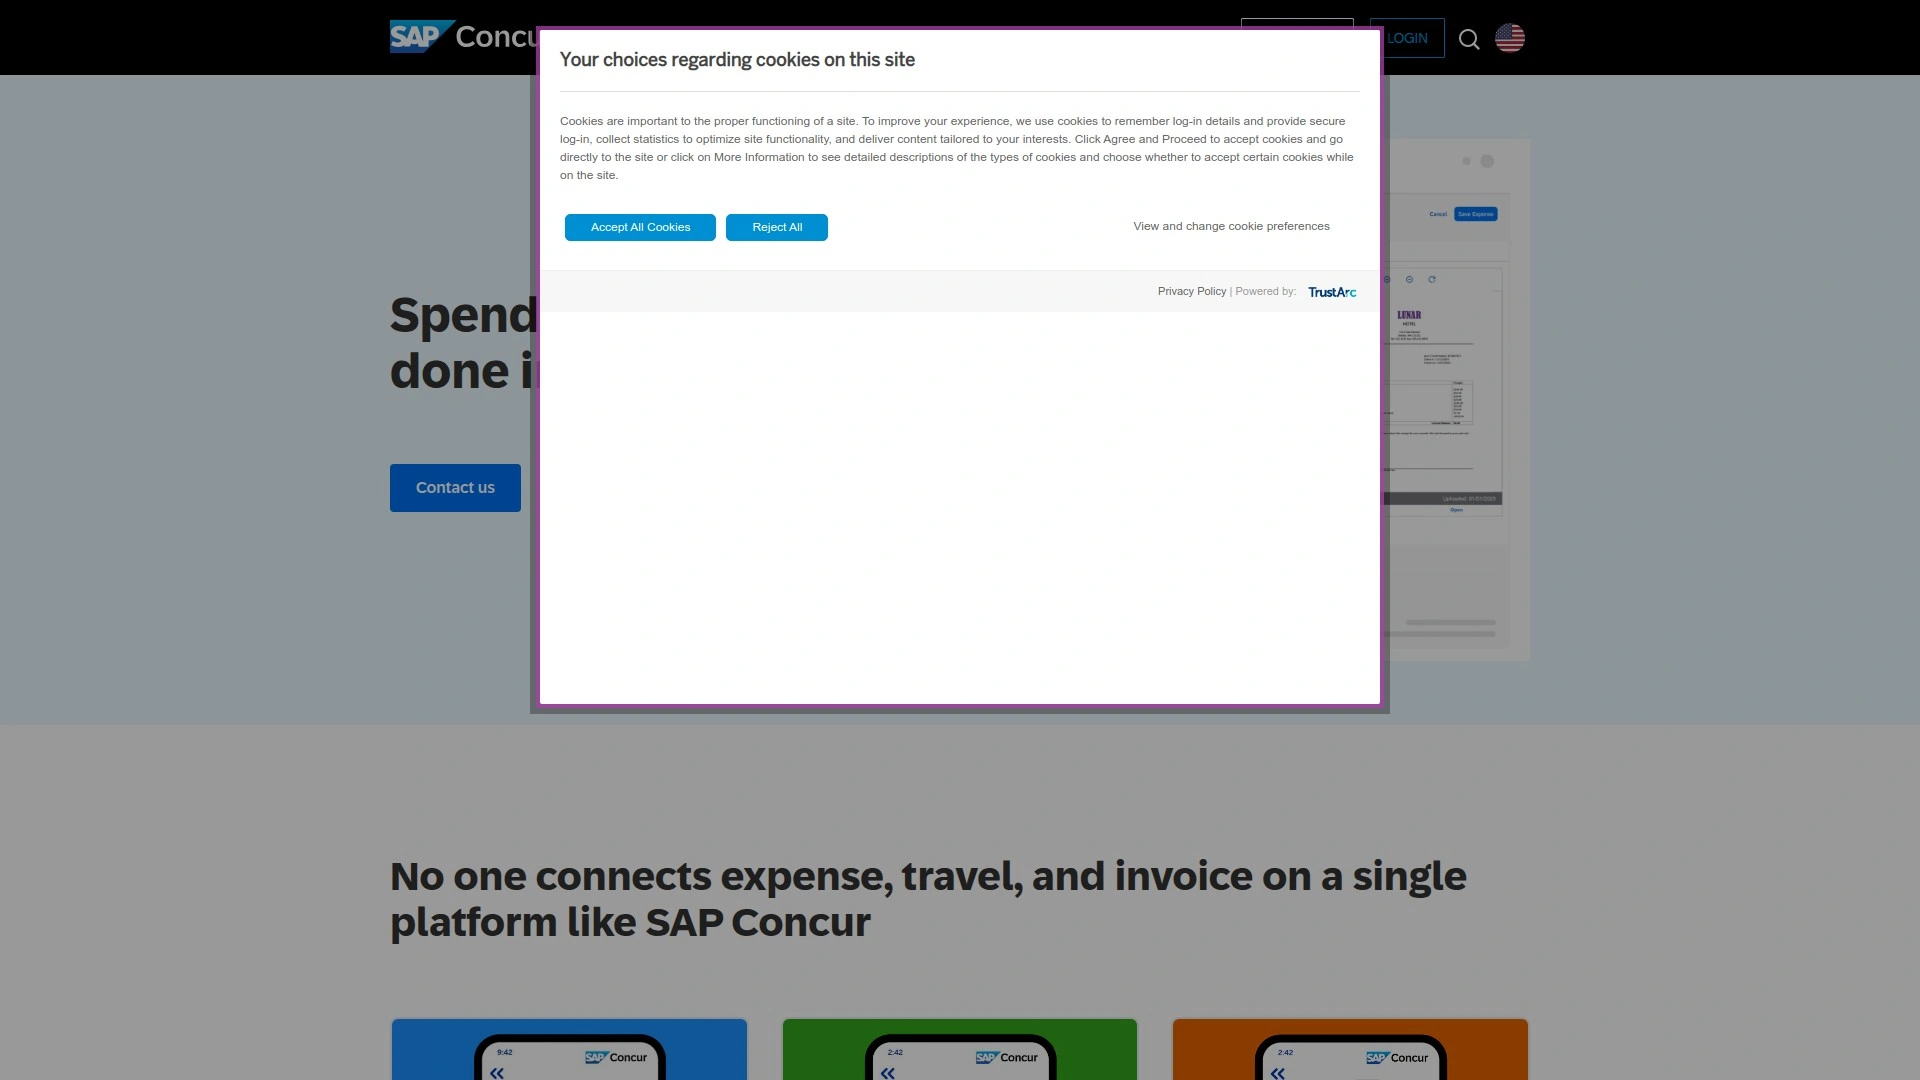 SAP Concu
LOGIN
Your choices regarding cookies on this site
Cookies are important to the proper functioning of a site. To improve your experience, we use cookies to remember log-in details and provide secure
log-in, collect statistics to optimize site functionality, and deliver content tailored to your interests. Click Agree and Proceed to accept cookies and go
directly to the site or click on More Information to see detailed descriptions of the types of cookies and choose whether to accept certain cookies while
on the site.
Accept All Cookies
Reject All
View and change cookie preferences
Privacy Policy | Powered by: TrustArc
Cancel
Save Expense
LUNAR
HOTEL
Spend
done i
Contact us
Uploaded: 01/07/2025
Open
No one connects expense, travel, and invoice on a single
platform like SAP Concur
9:42
SAP Concur
2:42
SAP Concur
2:42
SAP Concur